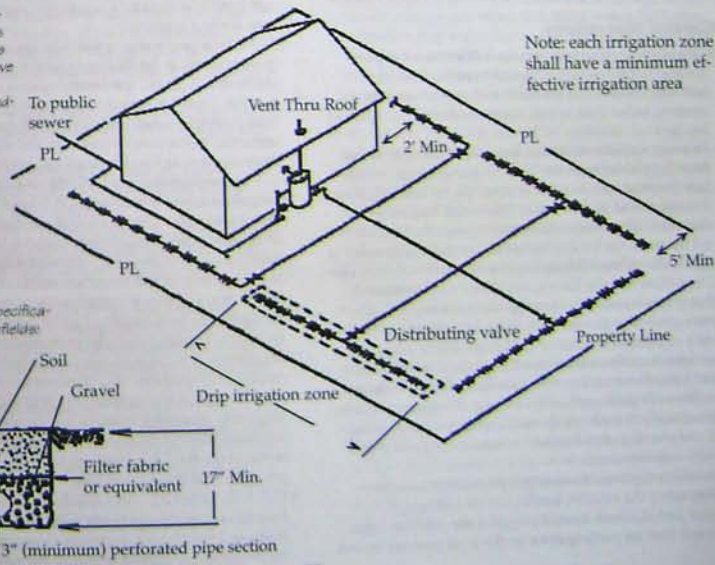 Note: each irrigation zone
shall have a minimum ef-
fective irrigation area
To public
sewer
Vent Thru Roof
PL
2' Min.
PL
5' Min
PL
Distributing valve
Property Line
Drip irrigation zone
Soil
Gravel
Filter fabric
or equivalent
17" Min.
3" (minimum) perforated pipe section